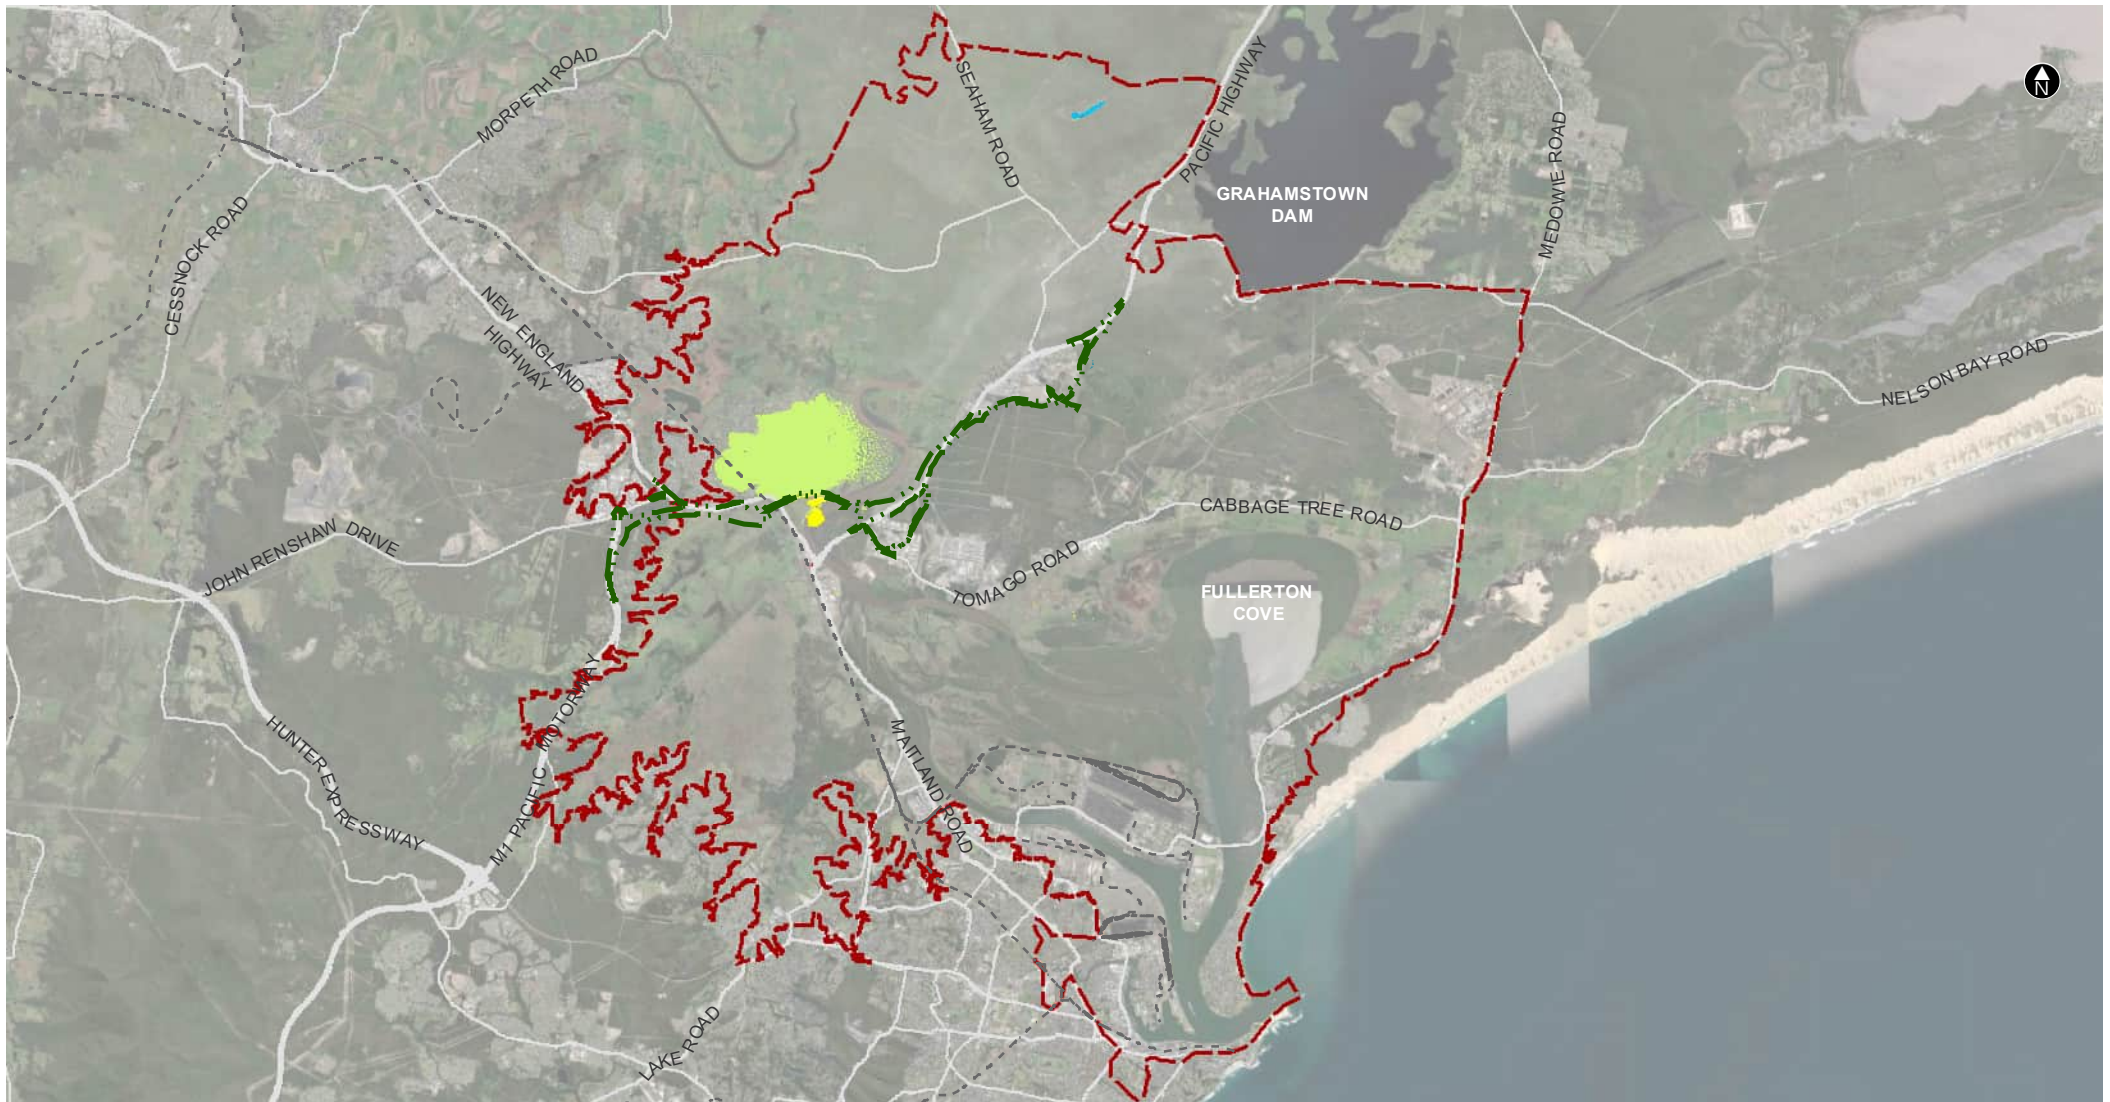 MORPETH ROAD
SEAHAM ROAD
PACIFIC HIGHWAY
N
MEDOWIE ROAD
GRAHAMSTOWN
DAM
CESSNOCK ROAD
NEW ENGLAND
HIGHWAY
NELSON BAY ROAD
CABBAGE TREE ROAD
JOHN RENSHAW DRIVE
TOMAGO ROAD
FULLERTON
COVE
HUNTER EXPRESSWAY
M1 PACIFIC MOTORWAY
MAITLAND ROAD
LAKE ROAD